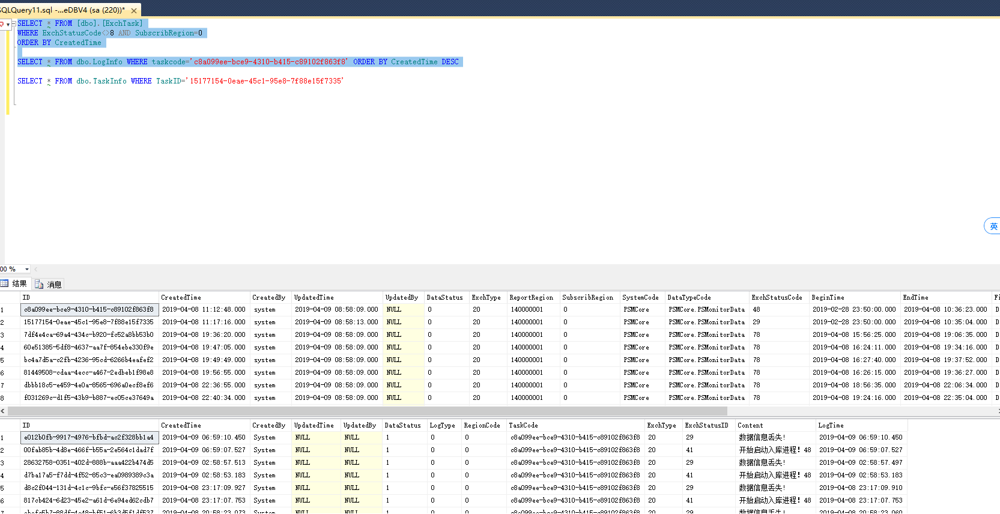 SQLQuery11.sql -...eDBV4 (sa (220))*
SELECT * FROM [dbo].[ExchTask]
WHERE ExchStatusCode<>8 AND SubscribRegion=0
ORDER BY CreatedTime
SELECT * FROM dbo.LogInfo WHERE taskcode='c8a099ee-bce9-4310-b415-c89102f863f8' ORDER BY CreatedTime DESC
SELECT * FROM dbo.TaskInfo WHERE TaskID='15177154-0eae-45c1-95e8-7f88e15f7335'
英
00 %
结果 消息
ID CreatedTime CreatedBy UpdatedTime UpdatedBy DataStatus ExchType ReportRegion SubscribRegion SystemCode DataTypeCode ExchStatusCode BeginTime EndTime Fi
1 c8a099ee-bce9-4310-b415-c89102f863f8 2019-04-08 11:12:48.000 system 2019-04-09 08:58:09.000 NULL 0 20 140000001 0 PSMCore PSMCore.PSMonitorData 48 2019-02-28 23:50:00.000 2019-04-08 10:36:23.000 D
2 15177154-0eae-45c1-95e8-7f88e15f7335 2019-04-08 11:17:16.000 system 2019-04-09 08:58:13.000 NULL 0 20 140000001 0 PSMCore PSMCore.PSMonitorData 29 2019-02-28 23:50:00.000 2019-04-08 10:35:04.000 D
3 7df4e4ca-69a4-434c-b920-fc52a8bb53b0 2019-04-08 19:36:20.000 system 2019-04-09 08:58:09.000 NULL 0 20 140000001 0 PSMCore PSMCore.PSMonitorData 78 2019-04-08 15:56:25.000 2019-04-08 19:06:35.000 D
4 60e51385-5df8-4637-aa7f-854ebe330f9e 2019-04-08 19:47:05.000 system 2019-04-09 08:58:09.000 NULL 0 20 140000001 0 PSMCore PSMCore.PSMonitorData 78 2019-04-08 16:24:11.000 2019-04-08 19:34:16.000 D
5 bc4a7d5a-c2fb-4236-95cd-6266b4eafef2 2019-04-08 19:49:49.000 system 2019-04-09 08:58:09.000 NULL 0 20 140000001 0 PSMCore PSMCore.PSMonitorData 78 2019-04-08 16:27:40.000 2019-04-08 19:37:52.000 D
6 81449508-cdaa-4ecc-a467-2edbeb1f98e8 2019-04-08 19:56:55.000 system 2019-04-09 08:58:09.000 NULL 0 20 140000001 0 PSMCore PSMCore.PSMonitorData 78 2019-04-08 16:26:15.000 2019-04-08 19:36:27.000 D
7 dbbb18c5-e459-4e0a-8565-696a0ecf8ef6 2019-04-08 22:36:55.000 system 2019-04-09 08:58:09.000 NULL 0 20 140000001 0 PSMCore PSMCore.PSMonitorData 78 2019-04-08 18:56:35.000 2019-04-08 22:06:34.000 D
8 f031269c-d1f5-43b9-b887-ec05ce37649a 2019-04-08 22:40:34.000 system 2019-04-09 08:58:09.000 NULL 0 20 140000001 0 PSMCore PSMCore.PSMonitorData 78 2019-04-08 19:24:16.000 2019-04-08 22:35:04.000 D
ID CreatedTime CreatedBy UpdatedTime UpdatedBy DataStatus LogType RegionCode TaskCode ExchType ExchStatusID Content LogTime
1 e012b0fb-9917-4976-bfbd-ac2f328bb1a4 2019-04-09 06:59:10.450 System NULL NULL 1 0 0 c8a099ee-bce9-4310-b415-c89102f863f8 20 29 数据信息丢失! 2019-04-09 06:59:10.450
2 00fab85b-4d8e-466f-b55a-2e564c1dad7f 2019-04-09 06:59:07.527 System NULL NULL 1 0 0 c8a099ee-bce9-4310-b415-c89102f863f8 20 41 开始启动入库进程! 48 2019-04-09 06:59:07.527
3 28632758-0351-402d-888b-aaa422b474d5 2019-04-09 02:58:57.513 System NULL NULL 1 0 0 c8a099ee-bce9-4310-b415-c89102f863f8 20 29 数据信息丢失! 2019-04-09 02:58:57.497
4 d7ba17a5-f7dd-4f52-85c3-ea0989389c3a 2019-04-09 02:58:53.183 System NULL NULL 1 0 0 c8a099ee-bce9-4310-b415-c89102f863f8 20 41 开始启动入库进程! 48 2019-04-09 02:58:53.183
5 d8c2f044-131d-4c1c-9bfc-e56f37825515 2019-04-08 23:17:09.927 System NULL NULL 1 0 0 c8a099ee-bce9-4310-b415-c89102f863f8 20 29 数据信息丢失! 2019-04-08 23:17:09.910
6 817cb424-6d23-45e2-a61d-6e94ed62cdb7 2019-04-08 23:17:07.753 System NULL NULL 1 0 0 c8a099ee-bce9-4310-b415-c89102f863f8 20 41 开始启动入库进程! 48 2019-04-08 23:17:07.753
2019-04-08 20:58:23.073 System NULL NULL 1 0 0 c8a099ee-bce9-4310-b415-c89102f863f8 20 29 数据信息丢失! 2019-04-08 20:58:23.060